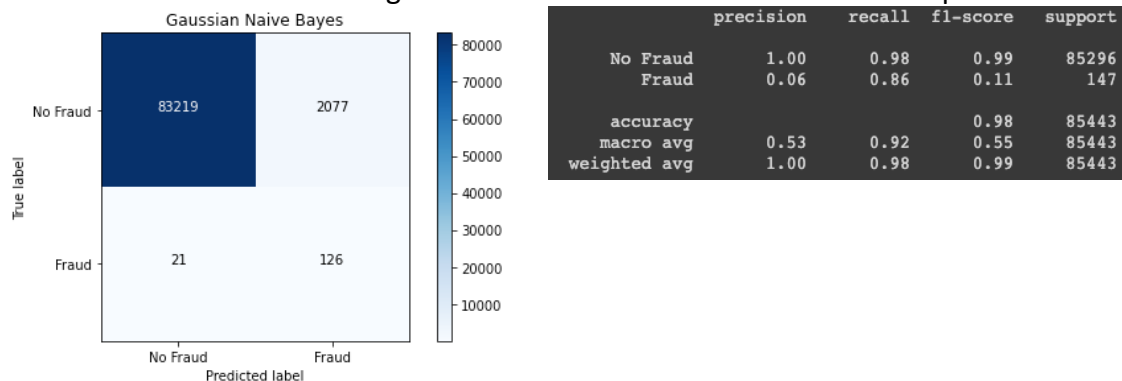 Gaussian Naive Bayes
80000
70000
60000
50000
40000
30000
20000
10000
True label
No Fraud
83219 2077
Fraud
21 126
No Fraud Fraud
Predicted label
precision recall f1-score support
No Fraud 1.00 0.98 0.99 85296
Fraud 0.06 0.86 0.11 147
accuracy 0.98 85443
macro avg 0.53 0.92 0.55 85443
weighted avg 1.00 0.98 0.99 85443